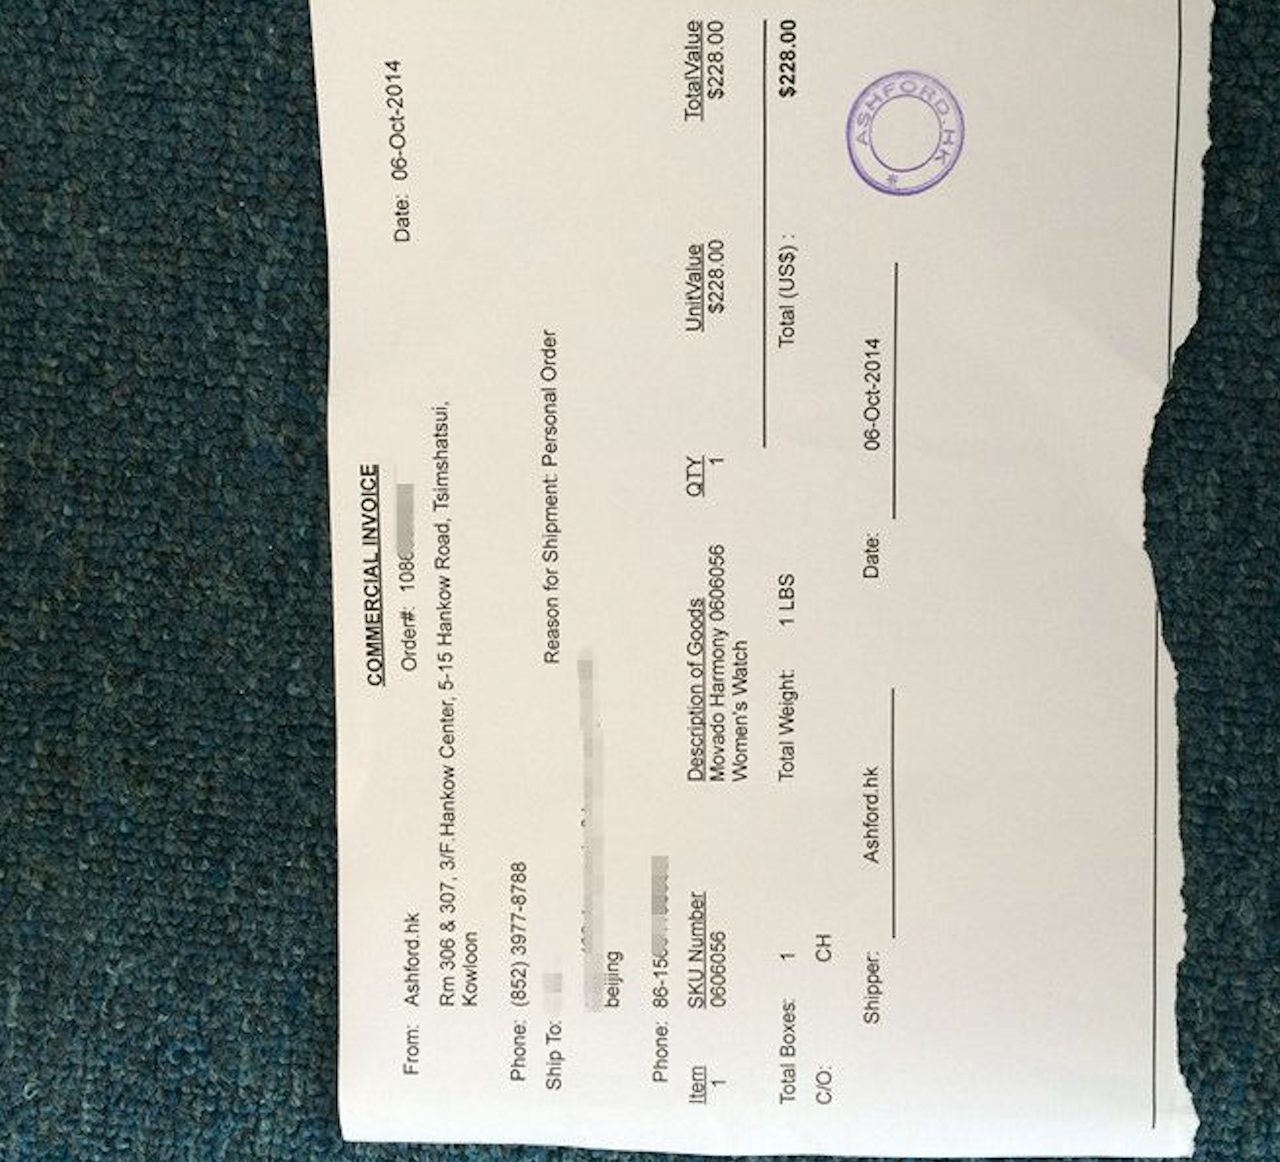 COMMERCIAL INVOICE
From: Ashford.hk Order#: 108 Date: 06-Oct-2014
Rm 306 & 307, 3/F.Hankow Center, 5-15 Hankow Road, Tsimshatsui,
Kowloon
Phone: (852) 3977-8788
Ship To: Reason for Shipment: Personal Order
beijing
Phone: 86-15
Item SKU Number Description of Goods QTY UnitValue TotalValue
1 0606056 Movado Harmony 0606056 1 $228.00 $228.00
Women's Watch
Total Boxes: 1 Total Weight: 1 LBS Total (US$) : $228.00
C/O: CH
Shipper: Ashford.hk Date: 06-Oct-2014
ASHFORD.HK *